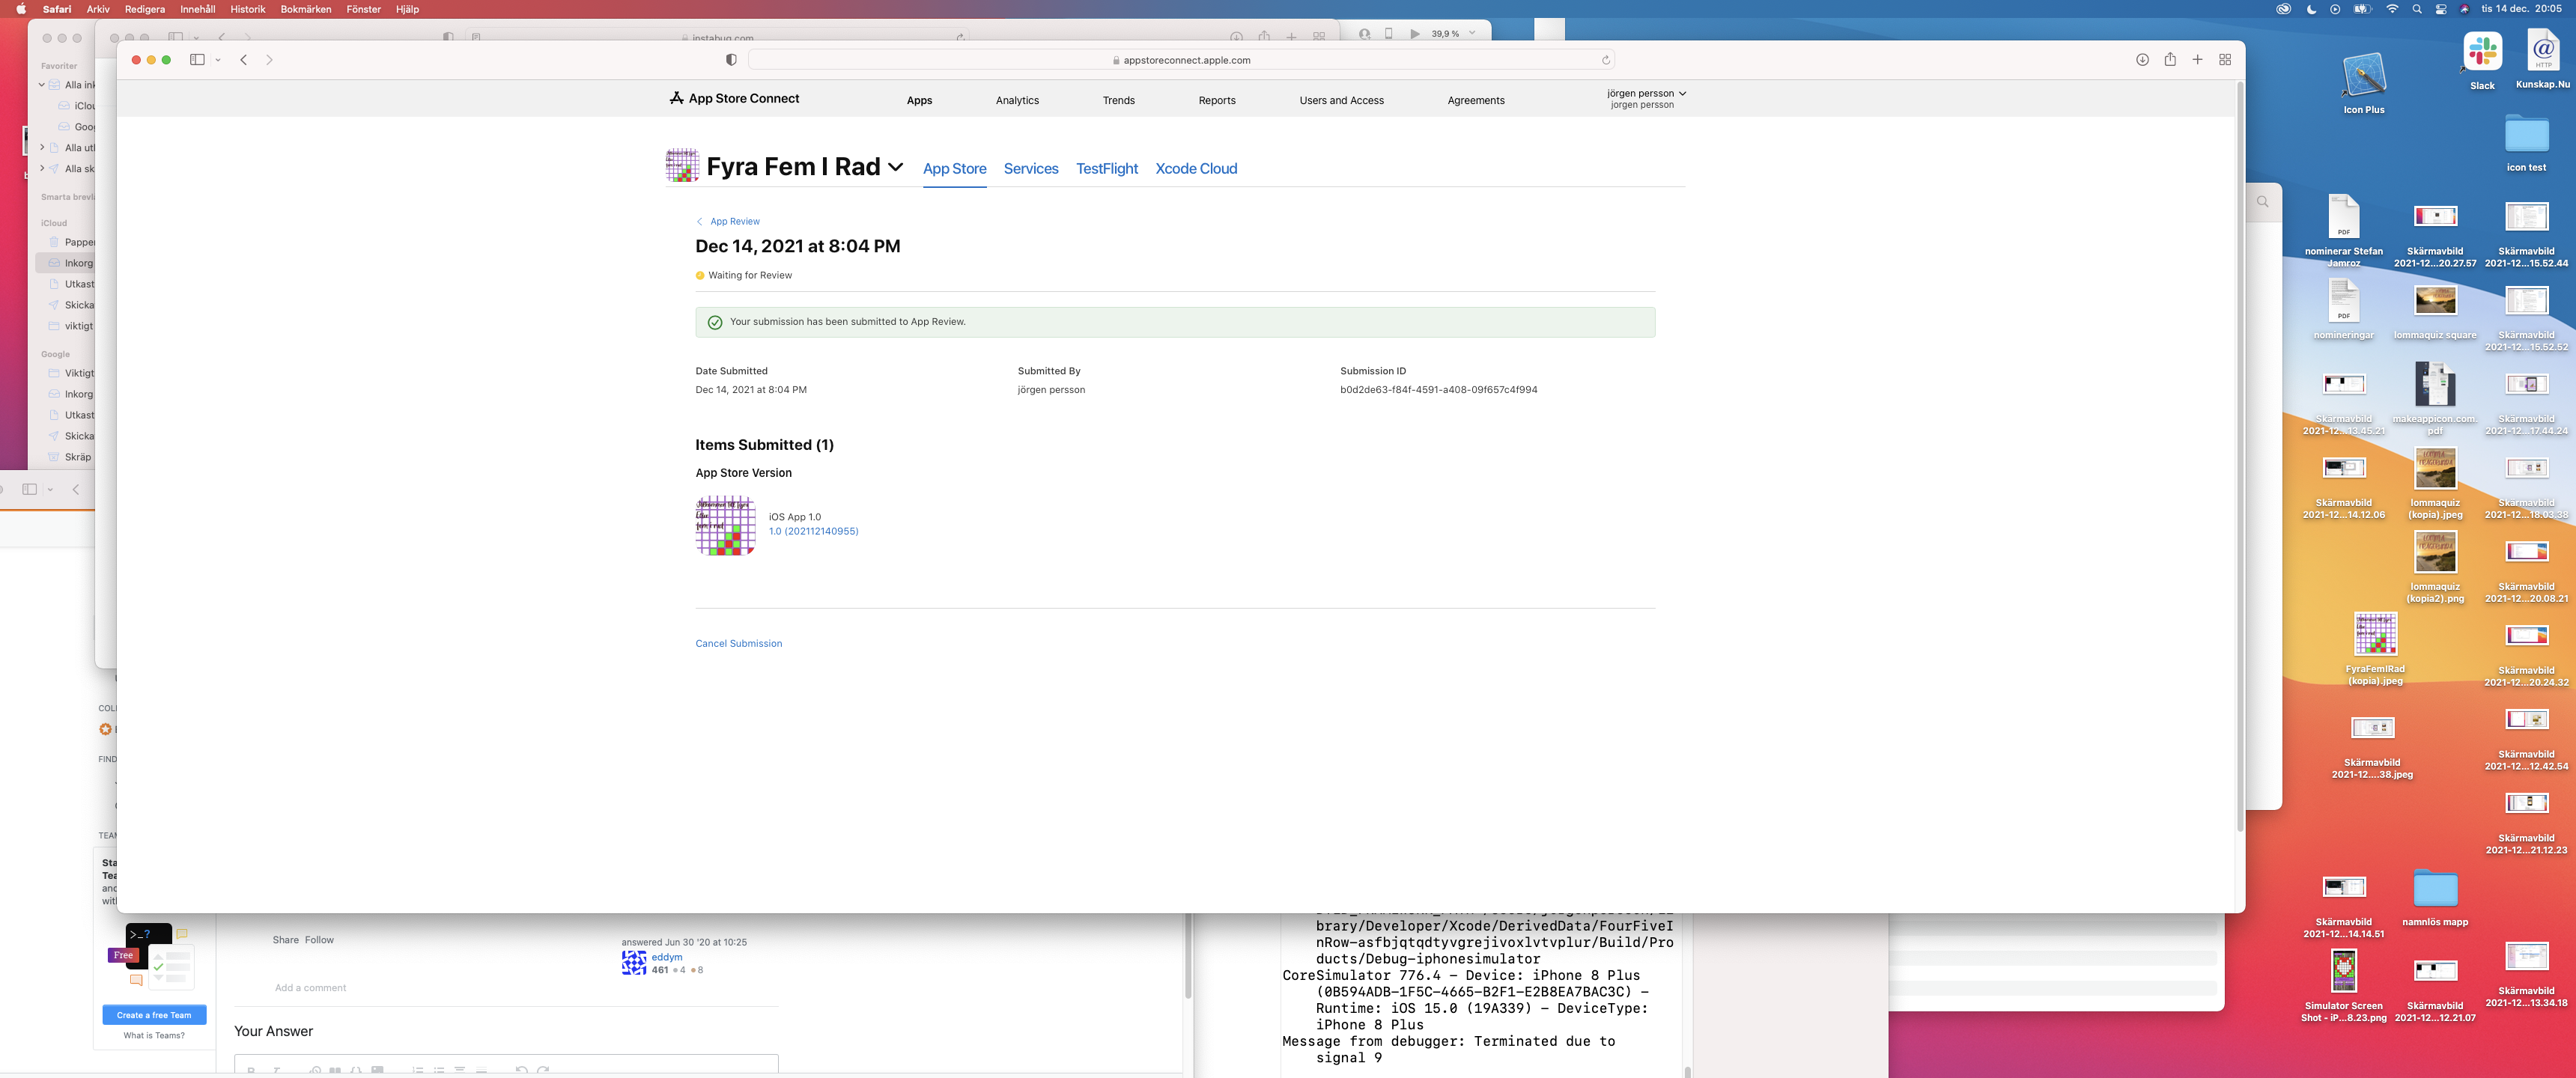 Safari Arkiv Redigera Innehåll Historik Bokmärken Fönster Hjälp
tis 14 dec. 20:05
instabug.com
39,9 %
appstoreconnect.apple.com
App Store Connect
Apps Analytics Trends Reports Users and Access Agreements
jörgen persson
jorgen persson
Fyra Fem I Rad
App Store Services TestFlight Xcode Cloud
App Review
Dec 14, 2021 at 8:04 PM
Waiting for Review
Your submission has been submitted to App Review.
Date Submitted Submitted By Submission ID
Dec 14, 2021 at 8:04 PM jörgen persson b0d2de63-f84f-4591-a408-09f657c4f994
Items Submitted (1)
App Store Version
iOS App 1.0
1.0 (202112140955)
Cancel Submission
Favoriter
Alla ink
iClou
Goog
Alla utk
Alla sk
Smarta brevlå
iCloud
Pappe
Inkorg
Utkast
Skicka
viktigt
Google
Viktigt
Inkorg
Utkast
Skicka
Skräp
COLL
FIND
TEAM
Sta
Tea
and
with
>_?
Free
Create a free Team
What is Teams?
Share Follow
answered Jun 30 '20 at 10:25
eddym
461 4 8
Add a comment
Your Answer
brary/Developer/Xcode/DerivedData/FourFiveI
nRow-asfbjqtqdtyvgrejivoxlvtvplur/Build/Pro
ducts/Debug-iphonesimulator
CoreSimulator 776.4 - Device: iPhone 8 Plus
(0B594ADB-1F5C-4665-B2F1-E2B8EA7BAC3C) -
Runtime: iOS 15.0 (19A339) - DeviceType:
iPhone 8 Plus
Message from debugger: Terminated due to
signal 9
Icon Plus
Slack
HTTP
Kunskap.Nu
icon test
PDF
nominerar Stefan
Jamroz
Skärmavbild
2021-12...20.27.57
Skärmavbild
2021-12...15.52.44
PDF
nomineringar
lommaquiz square
Skärmavbild
2021-12...15.52.52
Skärmavbild
2021-12...13.45.21
makeappicon.com.
pdf
Skärmavbild
2021-12...17.44.24
Skärmavbild
2021-12...14.12.06
lommaquiz
(kopia).jpeg
Skärmavbild
2021-12...18.03.38
lommaquiz
(kopia2).png
Skärmavbild
2021-12...20.08.21
FyraFemIRad
(kopia).jpeg
Skärmavbild
2021-12...20.24.32
Skärmavbild
2021-12....38.jpeg
Skärmavbild
2021-12...12.42.54
Skärmavbild
2021-12...21.12.23
Skärmavbild
2021-12...14.14.51
namnlös mapp
Simulator Screen
Shot - iP...8.23.png
Skärmavbild
2021-12...12.21.07
Skärmavbild
2021-12...13.34.18